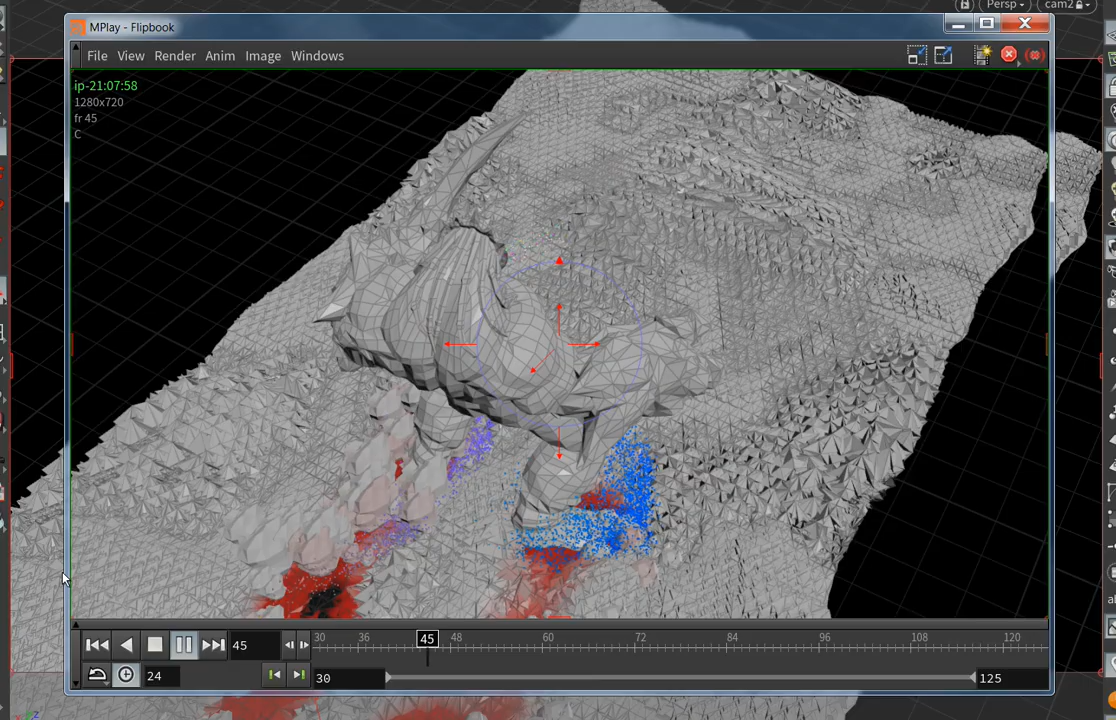 Persp
cam2
MPlay - Flipbook
File View Render Anim Image Windows
ip-21:07:58
1280x720
fr 45
C
45 30 36 45 48 60 72 84 96 108 120
24 30 125